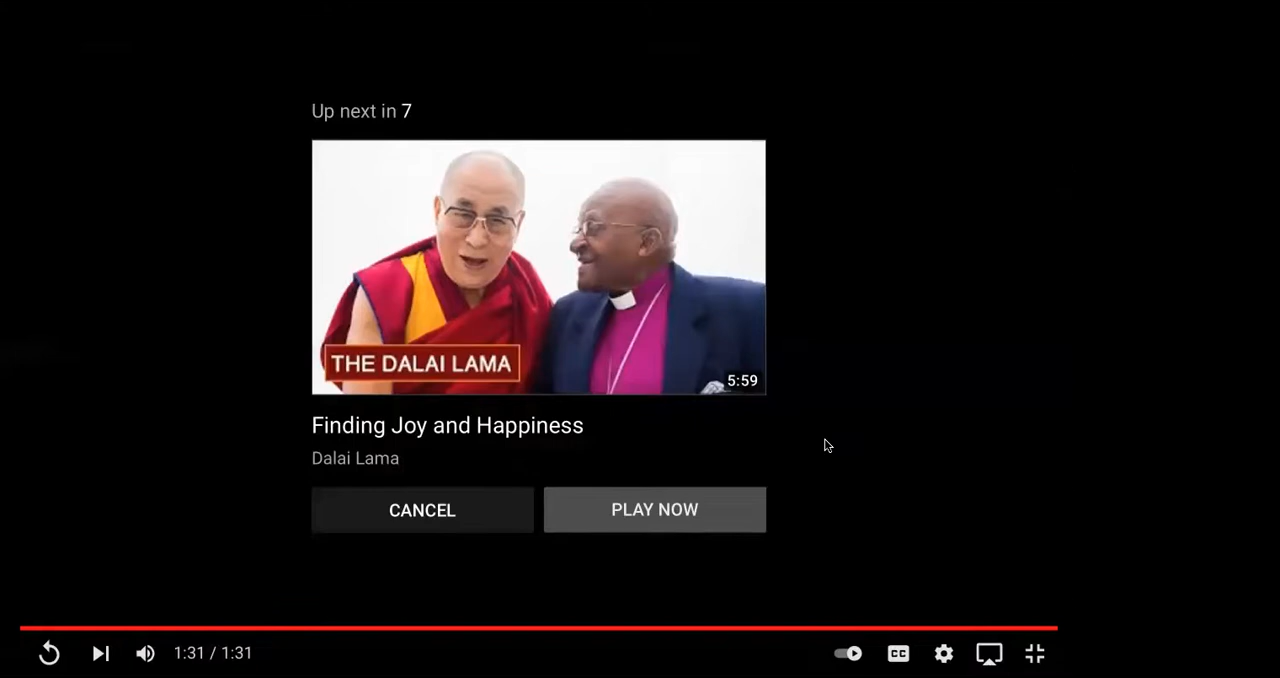 Up next in 7
THE DALAI LAMA
5:59
Finding Joy and Happiness
Dalai Lama
CANCEL
PLAY NOW
1:31 / 1:31
CC